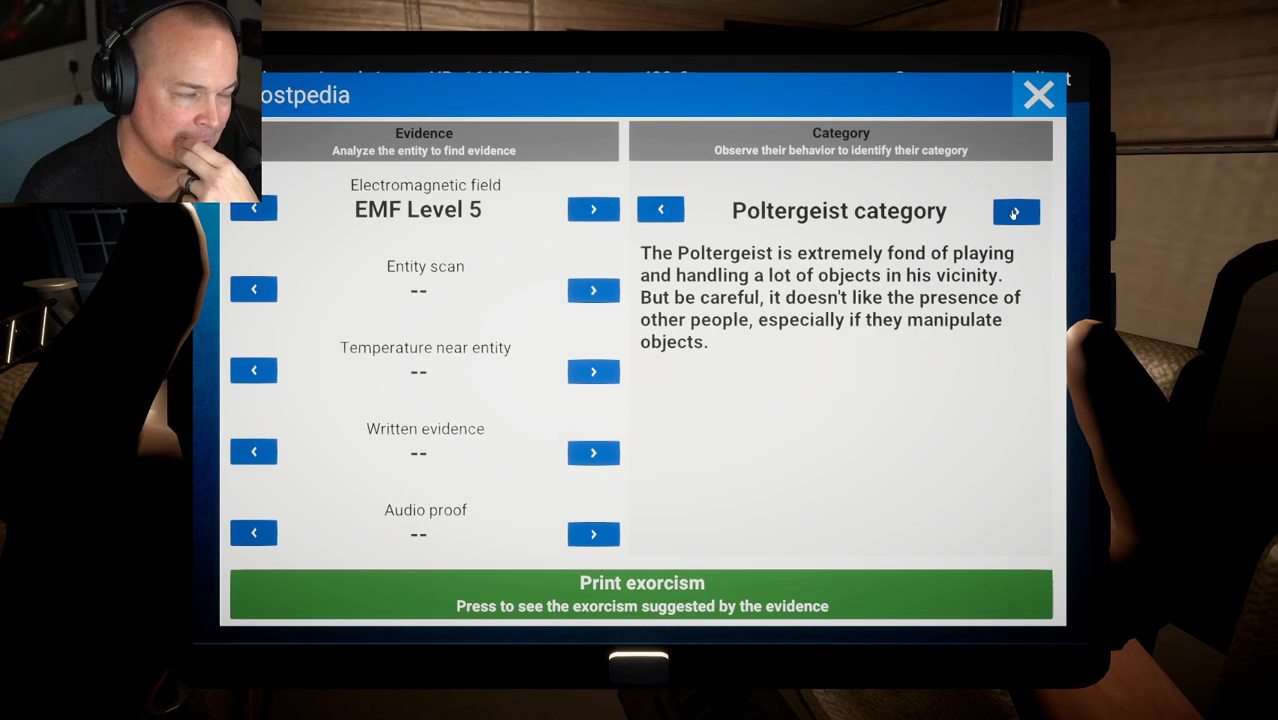 ostpedia
Evidence
Analyze the entity to find evidence
Electromagnetic field
EMF Level 5
Entity scan
--
Temperature near entity
--
Written evidence
--
Audio proof
--
Category
Observe their behavior to identify their category
Poltergeist category
The Poltergeist is extremely fond of playing
and handling a lot of objects in his vicinity.
But be careful, it doesn't like the presence of
other people, especially if they manipulate
objects.
Print exorcism
Press to see the exorcism suggested by the evidence